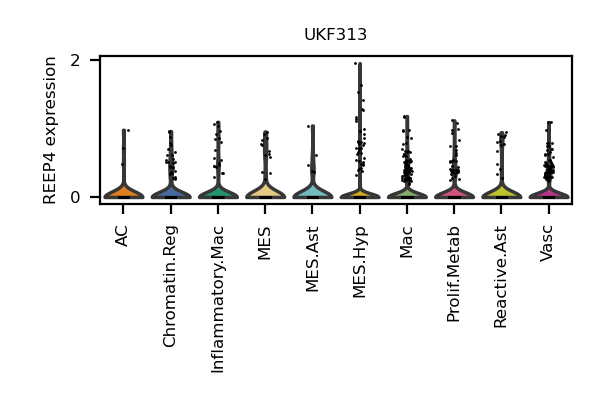 UKF313
REEP4 expression
2
0
AC
Chromatin.Reg
Inflammatory.Mac
MES
MES.Ast
MES.Hyp
Mac
Prolif.Metab
Reactive.Ast
Vasc